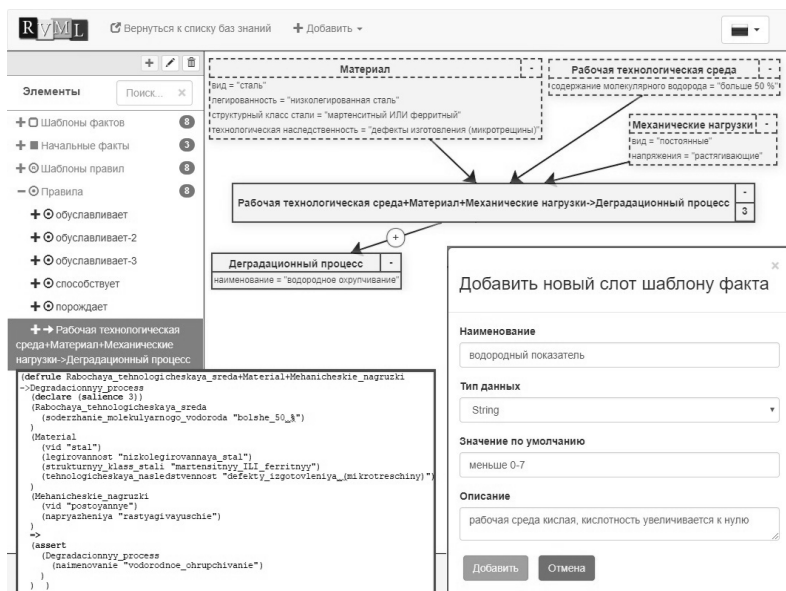 RVML
Вернуться к списку баз знаний
+ Добавить
Элементы
Поиск... ×
Шаблоны фактов 8
Начальные факты 3
Шаблоны правил 8
Правила 8
обуславливает
обуславливает-2
обуславливает-3
способствует
порождает
Рабочая технологическая
среда+Материал+Механические
нагрузки->Деградационный процесс
Материал -
вид = "сталь"
легированность = "низколегированная сталь"
структурный класс стали = "мартенситный ИЛИ ферритный"
технологическая наследственность = "дефекты изготовления (микротрещины)"
Рабочая технологическая среда -
содержание молекулярного водорода = "больше 50 %"
Механические нагрузки -
вид = "постоянные"
напряжения = "растягивающие"
Рабочая технологическая среда+Материал+Механические нагрузки->Деградационный процесс -
3
+
Деградационный процесс -
наименование = "водородное охрупчивание"
(defrule Rabochaya_tehnologicheskaya_sreda+Material+Mehanicheskie_nagruzki
->Degradacionnyy_process
(declare (salience 3))
(Rabochaya_tehnologicheskaya_sreda
(soderzhanie_molekulyarnogo_vodoroda "bolshe_50_%")
)
(Material
(vid "stal")
(legirovannost "nizkolegirovannaya_stal")
(strukturnyy_klass_stali "martensitnyy_ILI_ferritnyy")
(tehnologicheskaya_nasledstvennost "defekty_izgotovleniya_(mikrotreschiny)")
)
(Mehanicheskie_nagruzki
(vid "postoyannye")
(napryazheniya "rastyagivayuschie")
)
=>
(assert
(Degradacionnyy_process
(naimenovanie "vodorodnoe_ohrupchivanie")
)
) )
×
Добавить новый слот шаблону факта
Наименование
водородный показатель
Тип данных
String
Значение по умолчанию
меньше 0-7
Описание
рабочая среда кислая, кислотность увеличивается к нулю
Добавить Отмена